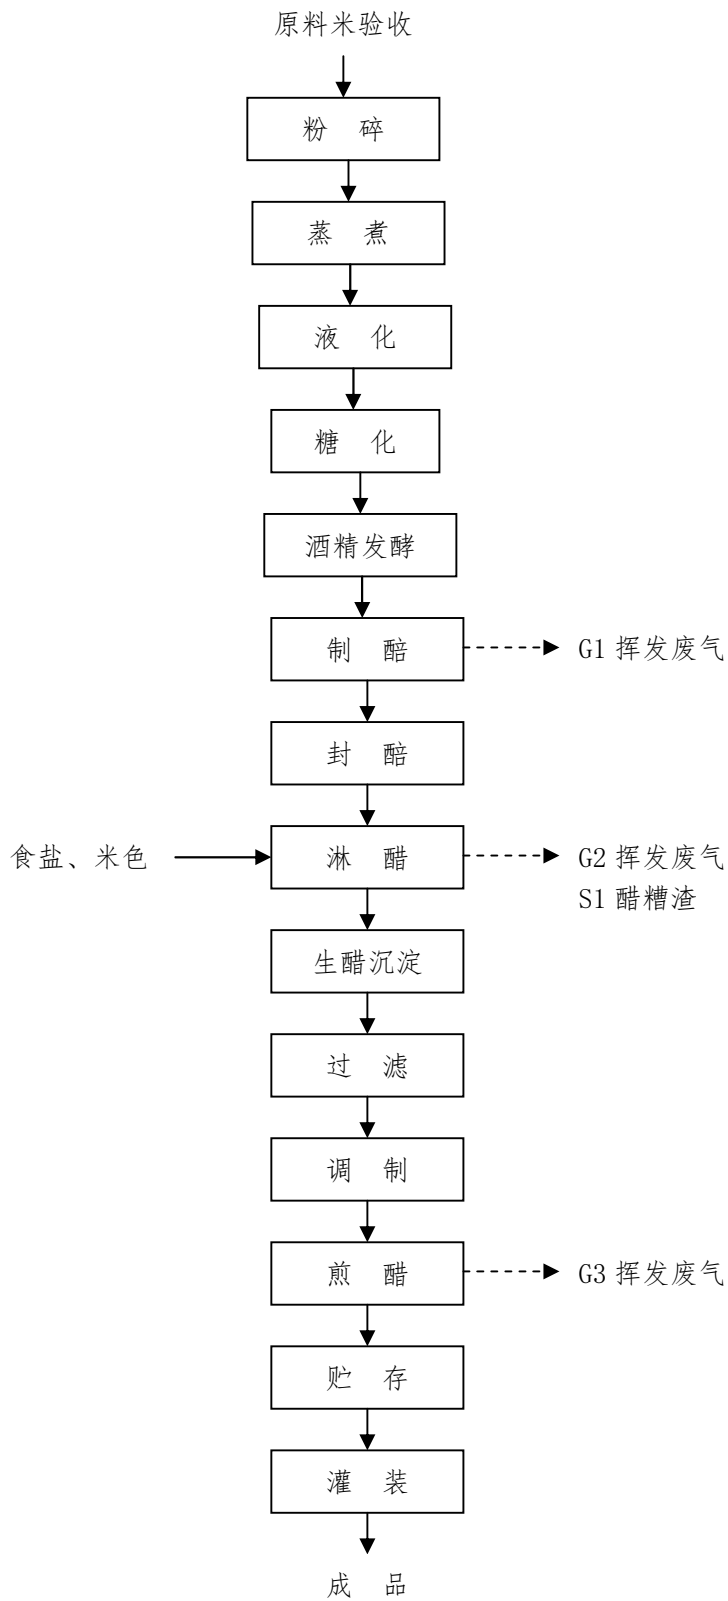 原料米验收
粉 碎
蒸 煮
液 化
糖 化
酒精发酵
制 醅
G1 挥发废气
封 醅
食盐、米色
淋 醋
G2 挥发废气
S1 醋糟渣
生醋沉淀
过 滤
调 制
煎 醋
G3 挥发废气
贮 存
灌 装
成 品